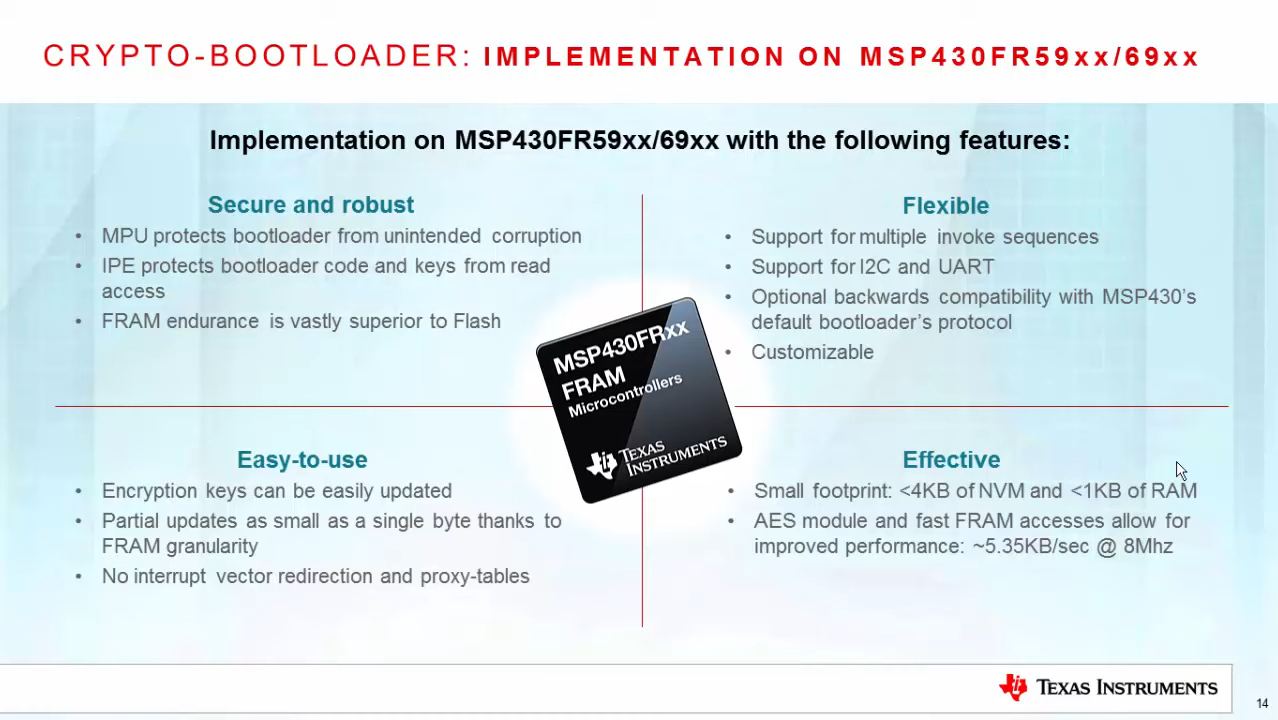 CRYPTO-BOOTLOADER: IMPLEMENTATION ON MSP430FR59xx/69xx
Implementation on MSP430FR59xx/69xx with the following features:
Secure and robust
• MPU protects bootloader from unintended corruption
• IPE protects bootloader code and keys from read
access
• FRAM endurance is vastly superior to Flash
Flexible
• Support for multiple invoke sequences
• Support for I2C and UART
• Optional backwards compatibility with MSP430's
default bootloader's protocol
• Customizable
MSP430FRxx
FRAM
Microcontrollers
TEXAS
INSTRUMENTS
Easy-to-use
• Encryption keys can be easily updated
• Partial updates as small as a single byte thanks to
FRAM granularity
• No interrupt vector redirection and proxy-tables
Effective
• Small footprint: <4KB of NVM and <1KB of RAM
• AES module and fast FRAM accesses allow for
improved performance: ~5.35KB/sec @ 8Mhz
TEXAS INSTRUMENTS
14